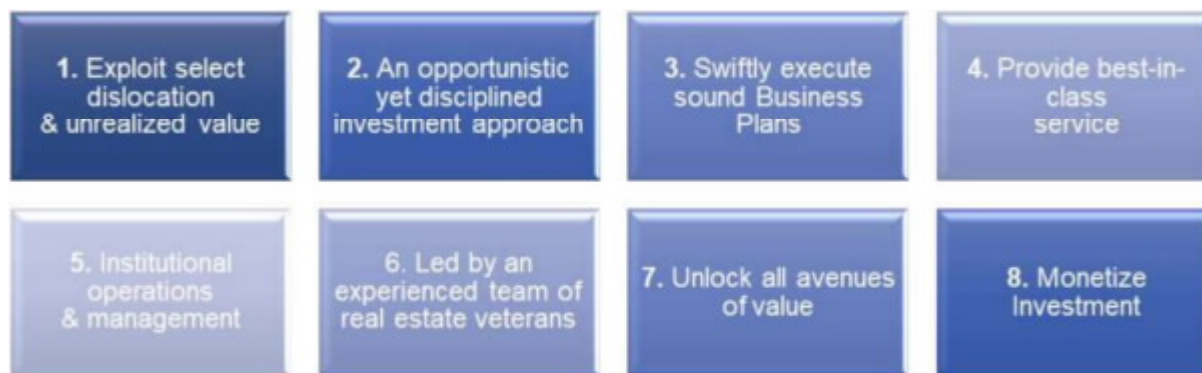 1. Exploit select
dislocation
& unrealized value
2. An opportunistic
yet disciplined
investment approach
3. Swiftly execute
sound Business
Plans
4. Provide best-in-
class
service
5. Institutional
operations
& management
6. Led by an
experienced team of
real estate veterans
7. Unlock all avenues
of value
8. Monetize
Investment